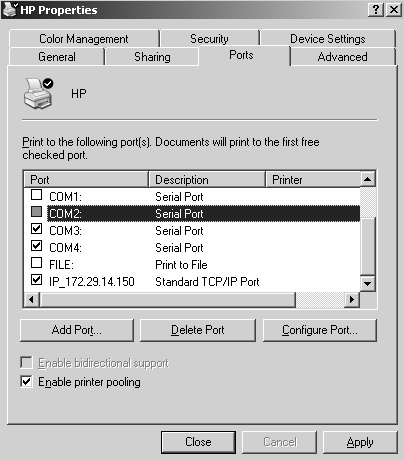 HP Properties
Color Management Security Device Settings
General Sharing Ports Advanced
HP
Print to the following port(s). Documents will print to the first free
checked port.
Port Description Printer
COM1: Serial Port
COM2: Serial Port
COM3: Serial Port
COM4: Serial Port
FILE: Print to File
IP_172.29.14.150 Standard TCP/IP Port
Add Port... Delete Port Configure Port...
Enable bidirectional support
Enable printer pooling
Close Cancel Apply